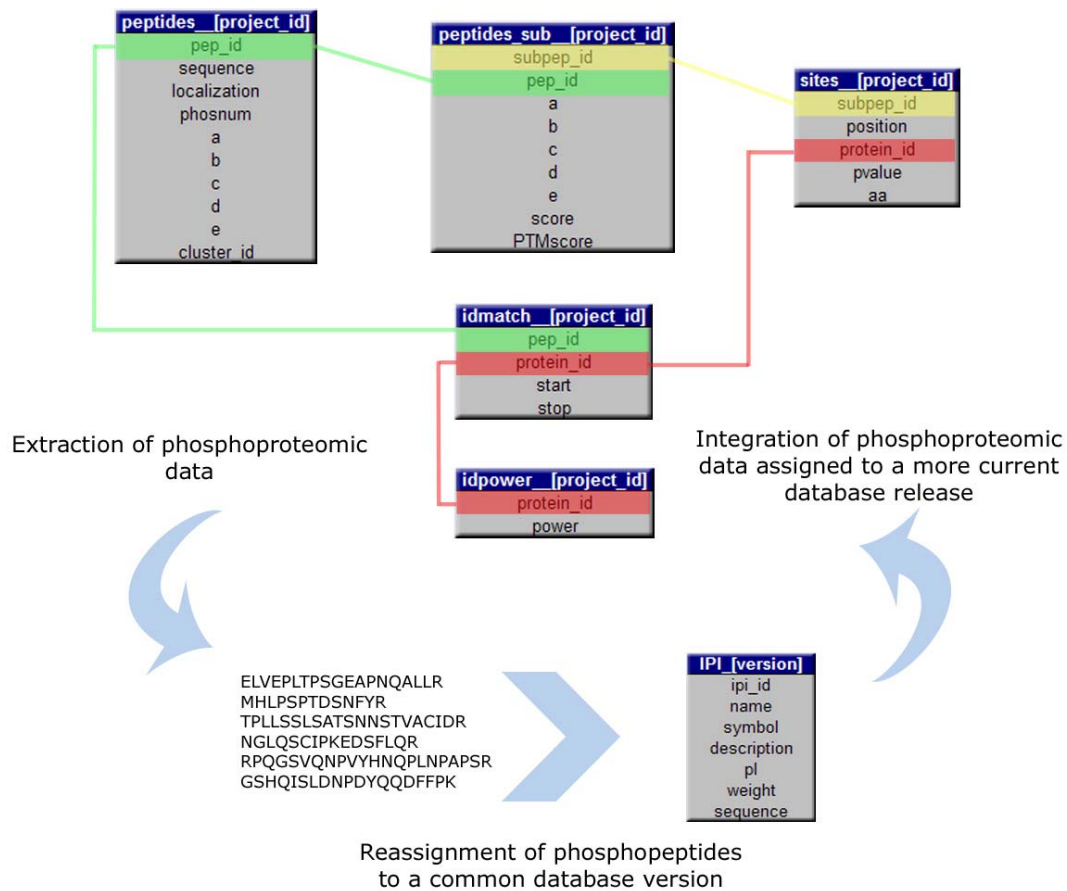 peptides__[project_id]
pep_id
sequence
localization
phosnum
a
b
c
d
e
cluster_id
peptides_sub__[project_id]
subpep_id
pep_id
a
b
c
d
e
score
PTMscore
sites__[project_id]
subpep_id
position
protein_id
pvalue
aa
idmatch__[project_id]
pep_id
protein_id
start
stop
idpower__[project_id]
protein_id
power
Extraction of phosphoproteomic
data
Integration of phosphoproteomic
data assigned to a more current
database release
ELVEPLTPSGEAPNQALLR
MHLPSPTDSNFYR
TPLLSSLSATSNNSTVACIDR
NGLQSCIPKEDSFLQR
RPQGSVQNPVYHNQPLNPAPSR
GSHQISLDNPDYQQDFFPK
IPI_[version]
ipi_id
name
symbol
description
pI
weight
sequence
Reassignment of phosphopeptides
to a common database version